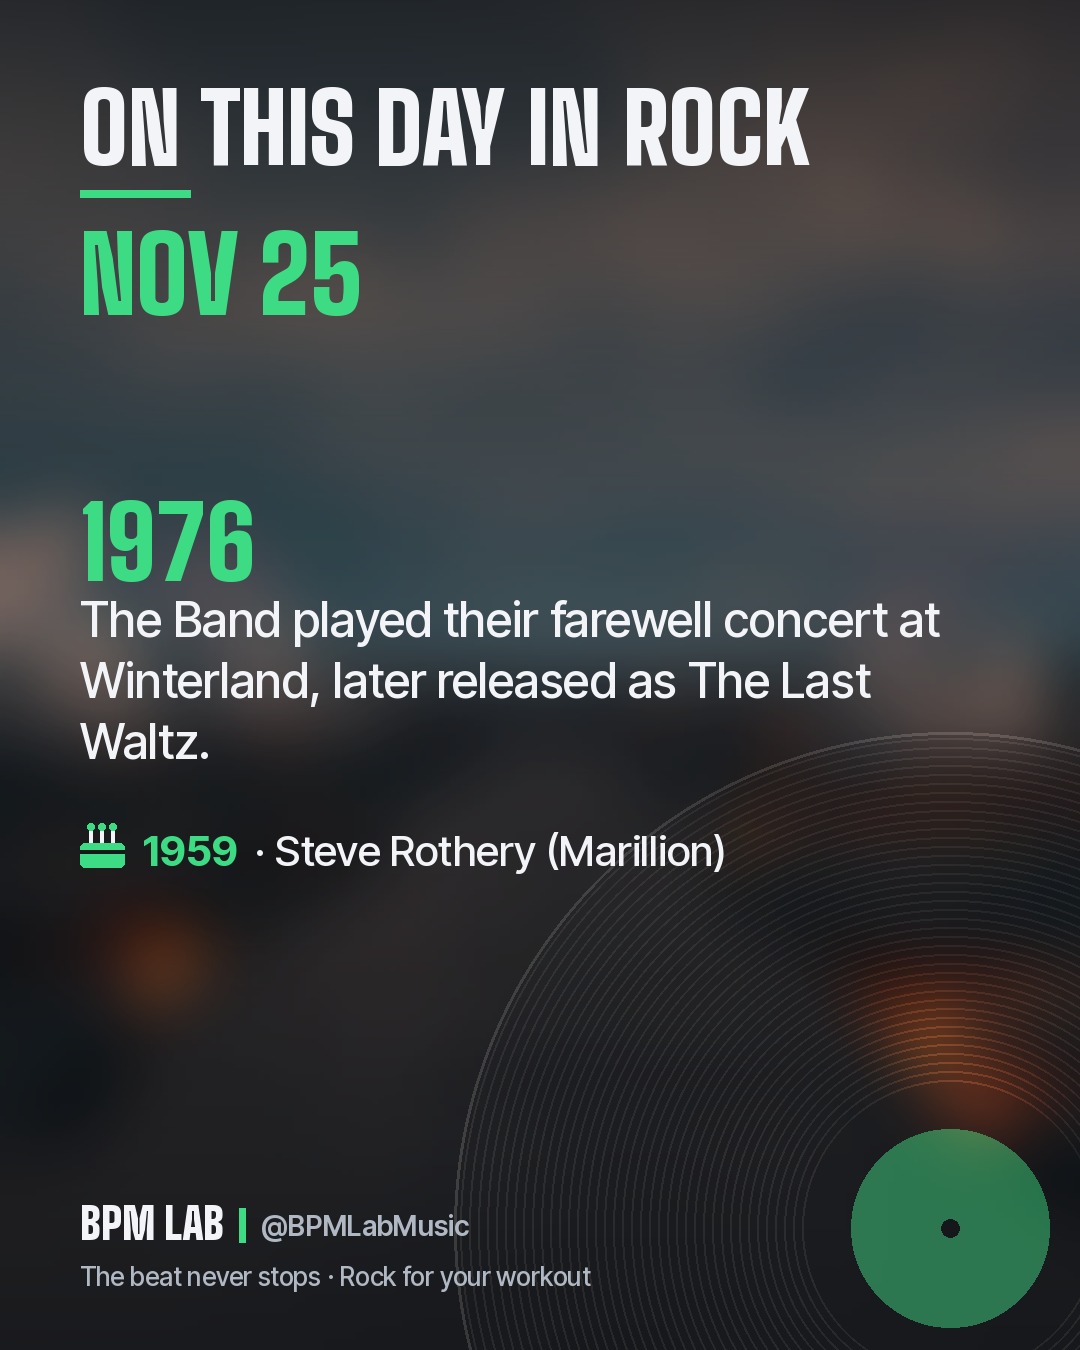 ON THIS DAY IN ROCK
NOV 25
1976
The Band played their farewell concert at
Winterland, later released as The Last
Waltz.
1959 · Steve Rothery (Marillion)
BPM LAB | @BPMLabMusic
The beat never stops · Rock for your workout